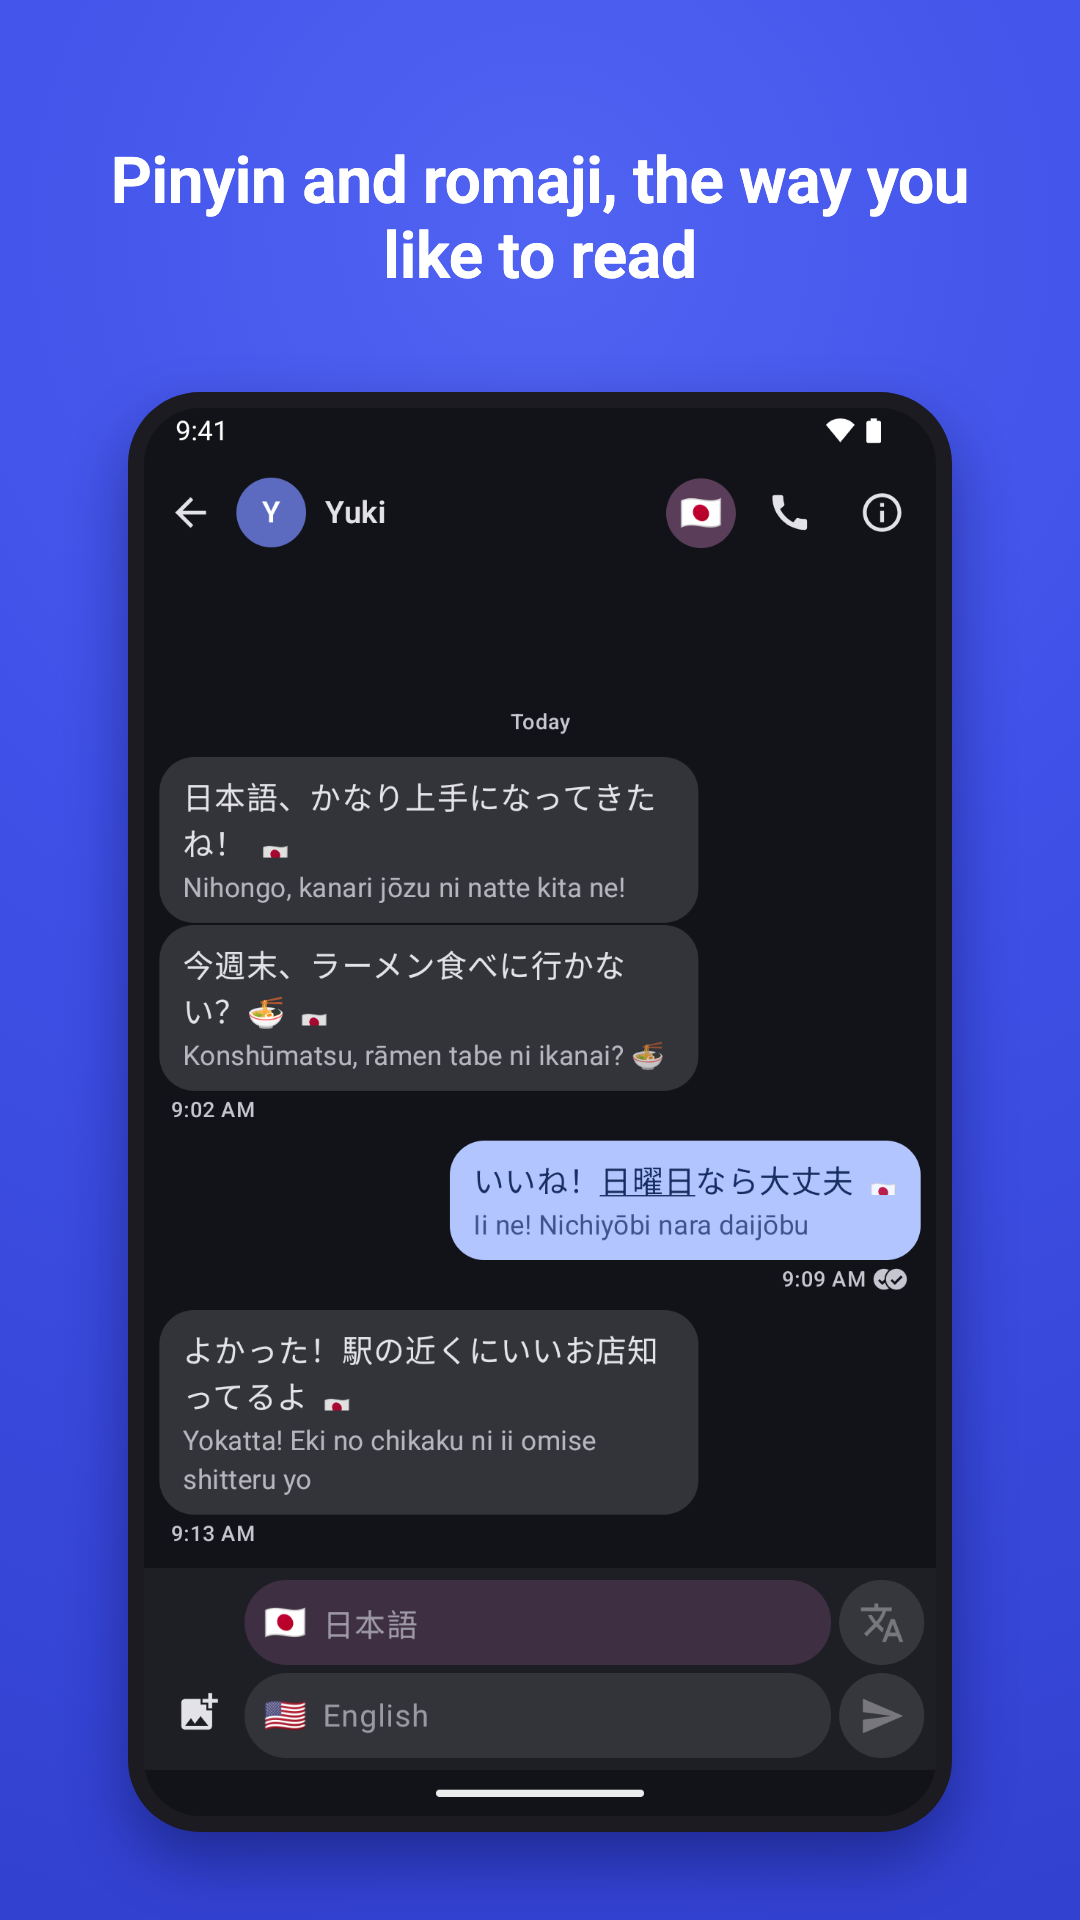 Pinyin and romaji, the way you
like to read
9:41
Y
Yuki
Today
日本語、かなり上手になってきた
ね！
Nihongo, kanari jōzu ni natte kita ne!
今週末、ラーメン食べに行かな
い？🍜
Konshūmatsu, rāmen tabe ni ikanai? 🍜
9:02 AM
いいね！日曜日なら大丈夫
Ii ne! Nichiyōbi nara daijōbu
9:09 AM
よかった！駅の近くにいいお店知
ってるよ
Yokatta! Eki no chikaku ni ii omise
shitteru yo
9:13 AM
日本語
English